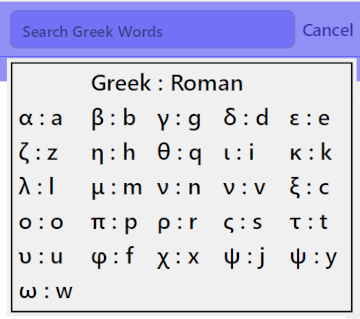 Search Greek Words Cancel
Greek : Roman
α : a β : b γ : g δ : d ε : e
ζ : z η : h θ : q ι : i κ : k
λ : l μ : m ν : n ν : v ξ : c
ο : o π : p ρ : r ς : s τ : t
υ : u φ : f χ : x ψ : j ψ : y
ω : w